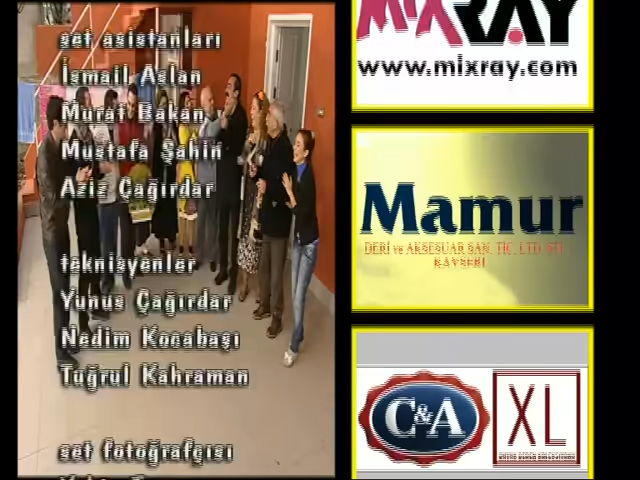 set asistanları
İsmail Aslan
Murat Bakan
Mustafa Şahin
Aziz Çağırdar
teknisyenler
Yunus Çağırdar
Nedim Kocabaşı
Tuğrul Kahraman
set fotoğrafçısı
MIXRAY
www.mixray.com
Mamur
DERİ ve AKSESUAR SAN. TİC. LTD. ŞTİ.
KAYSERİ
C&A
XL